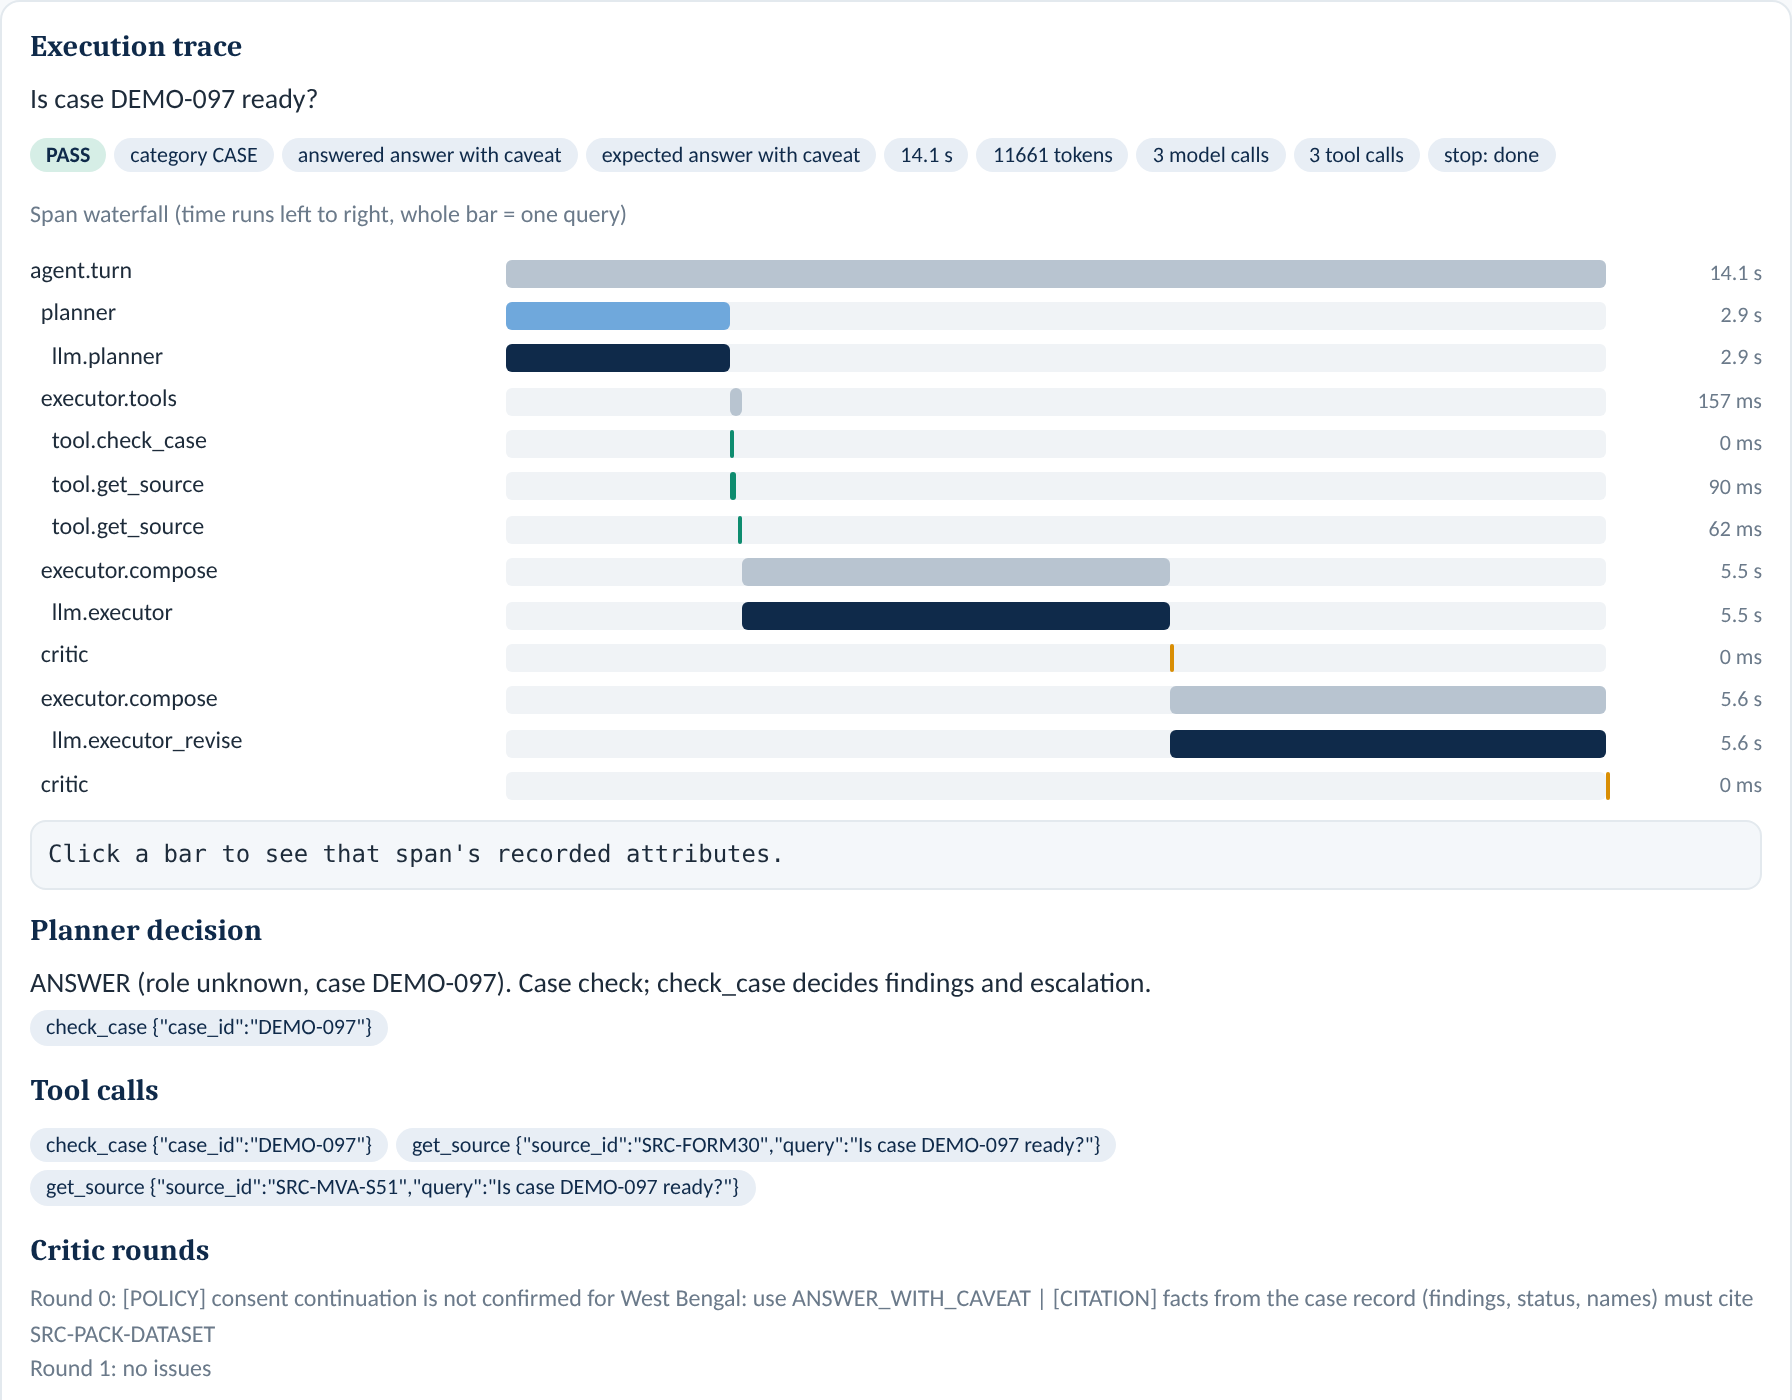 Execution trace
Is case DEMO-097 ready?
PASS category CASE answered answer with caveat expected answer with caveat 14.1 s 11661 tokens 3 model calls 3 tool calls stop: done
Span waterfall (time runs left to right, whole bar = one query)
agent.turn 14.1 s
planner 2.9 s
llm.planner 2.9 s
executor.tools 157 ms
tool.check_case 0 ms
tool.get_source 90 ms
tool.get_source 62 ms
executor.compose 5.5 s
llm.executor 5.5 s
critic 0 ms
executor.compose 5.6 s
llm.executor_revise 5.6 s
critic 0 ms
Click a bar to see that span's recorded attributes.
Planner decision
ANSWER (role unknown, case DEMO-097). Case check; check_case decides findings and escalation.
check_case {"case_id":"DEMO-097"}
Tool calls
check_case {"case_id":"DEMO-097"} get_source {"source_id":"SRC-FORM30","query":"Is case DEMO-097 ready?"}
get_source {"source_id":"SRC-MVA-S51","query":"Is case DEMO-097 ready?"}
Critic rounds
Round 0: [POLICY] consent continuation is not confirmed for West Bengal: use ANSWER_WITH_CAVEAT | [CITATION] facts from the case record (findings, status, names) must cite
SRC-PACK-DATASET
Round 1: no issues